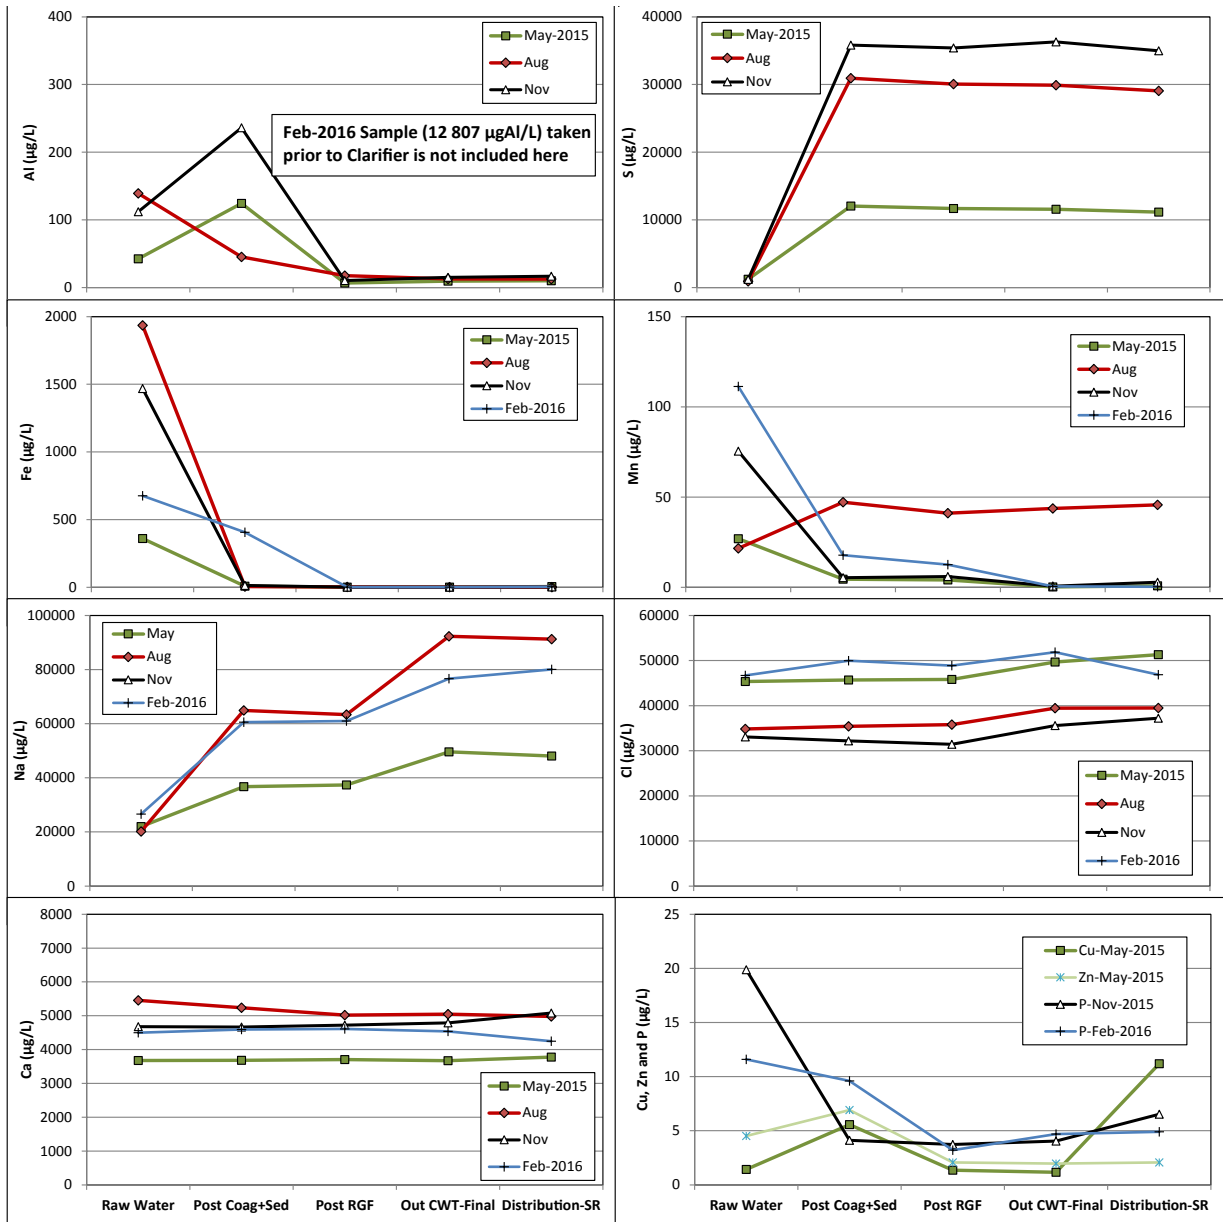 400
300
200
100
0
Al (µg/L)
May-2015
Aug
Nov
Feb-2016 Sample (12 807 µgAl/L) taken
prior to Clarifier is not included here
40000
30000
20000
10000
0
S (µg/L)
May-2015
Aug
Nov
2000
1500
1000
500
0
Fe (µg/L)
May-2015
Aug
Nov
Feb-2016
150
100
50
0
Mn (µg/L)
May-2015
Aug
Nov
Feb-2016
100000
80000
60000
40000
20000
0
Na (µg/L)
May
Aug
Nov
Feb-2016
60000
50000
40000
30000
20000
10000
0
Cl (µg/L)
May-2015
Aug
Nov
Feb-2016
8000
7000
6000
5000
4000
3000
2000
1000
0
Ca (µg/L)
May-2015
Aug
Nov
Feb-2016
Raw Water
Post Coag+Sed
Post RGF
Out CWT-Final
Distribution-SR
25
20
15
10
5
0
Cu, Zn and P (µg/L)
Cu-May-2015
Zn-May-2015
P-Nov-2015
P-Feb-2016
Raw Water
Post Coag+Sed
Post RGF
Out CWT-Final
Distribution-SR